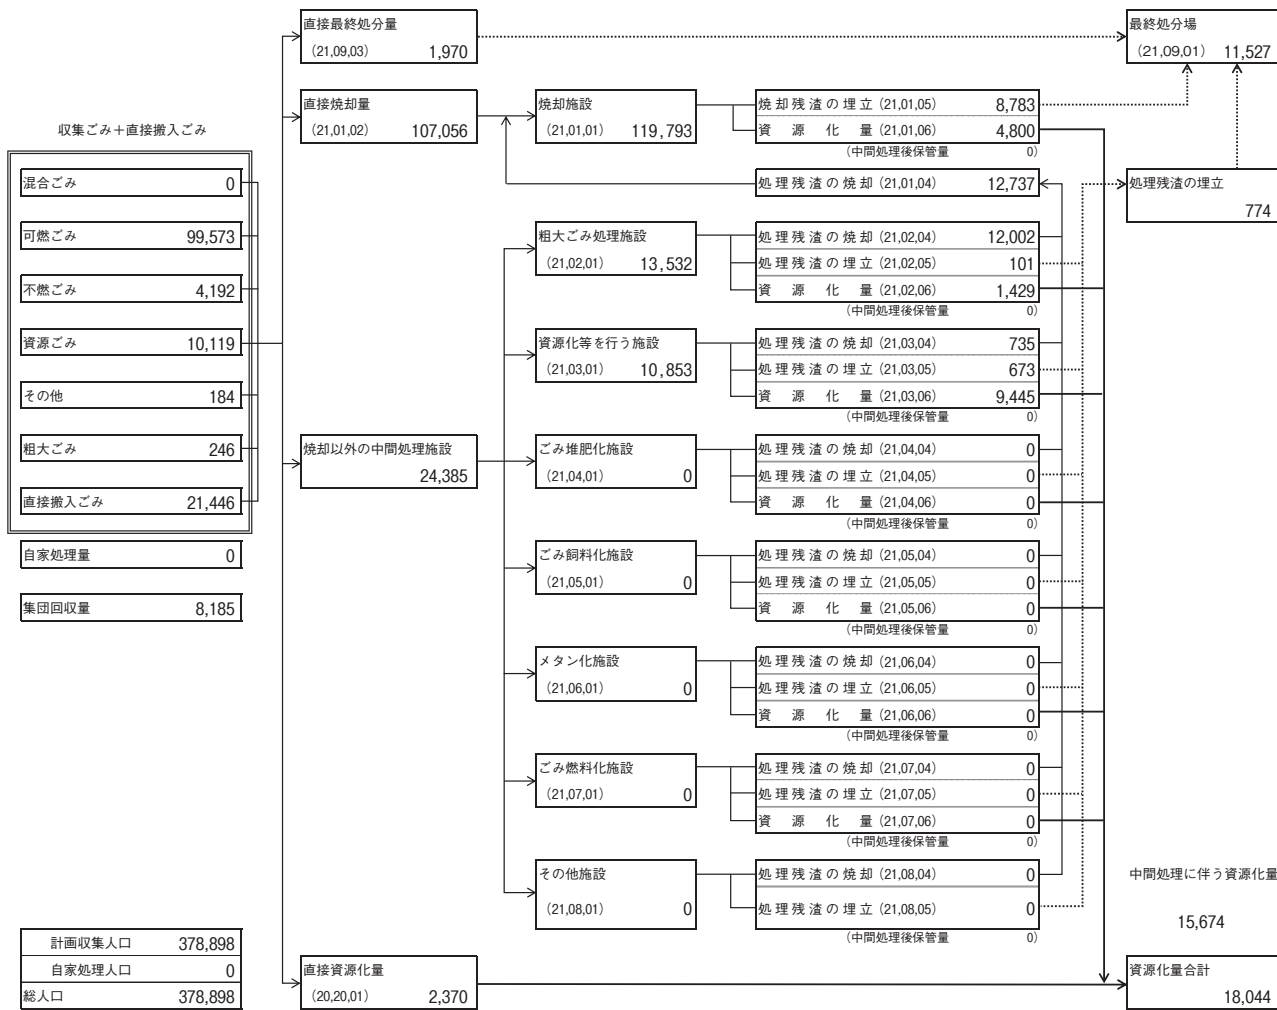 直接最終処分量
(21,09,03) 1,970
最終処分場
(21,09,01) 11,527
直接焼却量
(21,01,02) 107,056
焼却施設
(21,01,01) 119,793
焼却残渣の埋立 (21,01,05) 8,783
資源化量 (21,01,06) 4,800
(中間処理後保管量 0)
処理残渣の焼却 (21,01,04) 12,737
処理残渣の埋立
774
収集ごみ+直接搬入ごみ
混合ごみ 0
可燃ごみ 99,573
不燃ごみ 4,192
資源ごみ 10,119
その他 184
粗大ごみ 246
直接搬入ごみ 21,446
自家処理量 0
集団回収量 8,185
粗大ごみ処理施設
(21,02,01) 13,532
処理残渣の焼却 (21,02,04) 12,002
処理残渣の埋立 (21,02,05) 101
資源化量 (21,02,06) 1,429
(中間処理後保管量 0)
資源化等を行う施設
(21,03,01) 10,853
処理残渣の焼却 (21,03,04) 735
処理残渣の埋立 (21,03,05) 673
資源化量 (21,03,06) 9,445
(中間処理後保管量 0)
焼却以外の中間処理施設
24,385
ごみ堆肥化施設
(21,04,01) 0
処理残渣の焼却 (21,04,04) 0
処理残渣の埋立 (21,04,05) 0
資源化量 (21,04,06) 0
(中間処理後保管量 0)
ごみ飼料化施設
(21,05,01) 0
処理残渣の焼却 (21,05,04) 0
処理残渣の埋立 (21,05,05) 0
資源化量 (21,05,06) 0
(中間処理後保管量 0)
メタン化施設
(21,06,01) 0
処理残渣の焼却 (21,06,04) 0
処理残渣の埋立 (21,06,05) 0
資源化量 (21,06,06) 0
(中間処理後保管量 0)
ごみ燃料化施設
(21,07,01) 0
処理残渣の焼却 (21,07,04) 0
処理残渣の埋立 (21,07,05) 0
資源化量 (21,07,06) 0
(中間処理後保管量 0)
その他施設
(21,08,01) 0
処理残渣の焼却 (21,08,04) 0
処理残渣の埋立 (21,08,05) 0
(中間処理後保管量 0)
中間処理に伴う資源化量
15,674
計画収集人口 378,898
自家処理人口 0
総人口 378,898
直接資源化量
(20,20,01) 2,370
資源化量合計
18,044